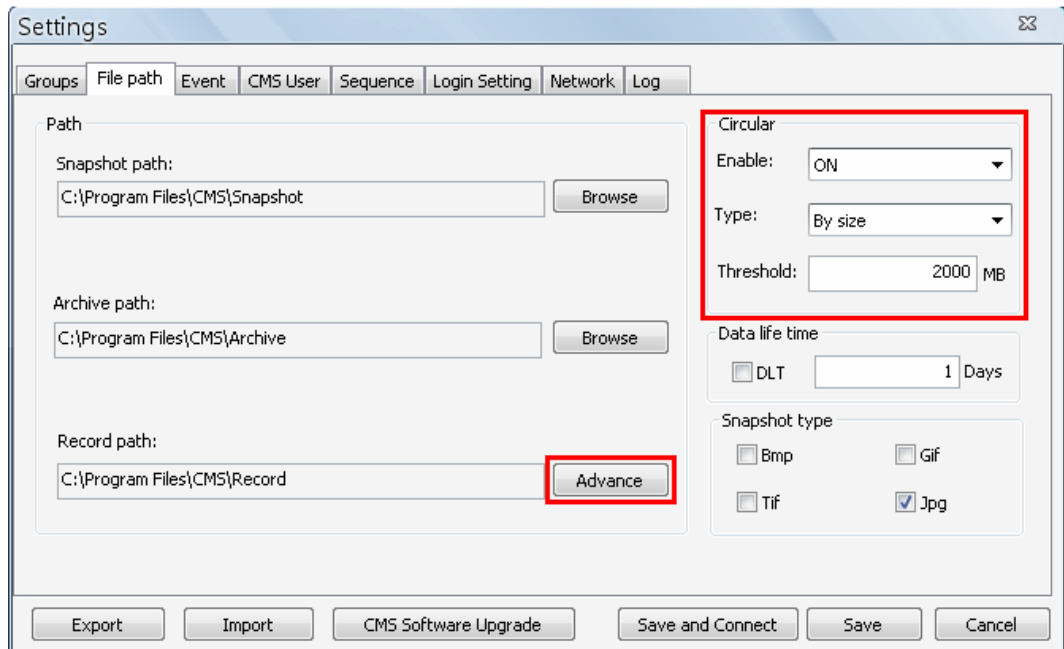 Settings
Groups File path Event CMS User Sequence Login Setting Network Log
Path
Snapshot path:
C:\Program Files\CMS\Snapshot Browse
Archive path:
C:\Program Files\CMS\Archive Browse
Record path:
C:\Program Files\CMS\Record Advance
Circular
Enable: ON
Type: By size
Threshold: 2000 MB
Data life time
DLT 1 Days
Snapshot type
Bmp Gif
Tif Jpg
Export Import CMS Software Upgrade Save and Connect Save Cancel